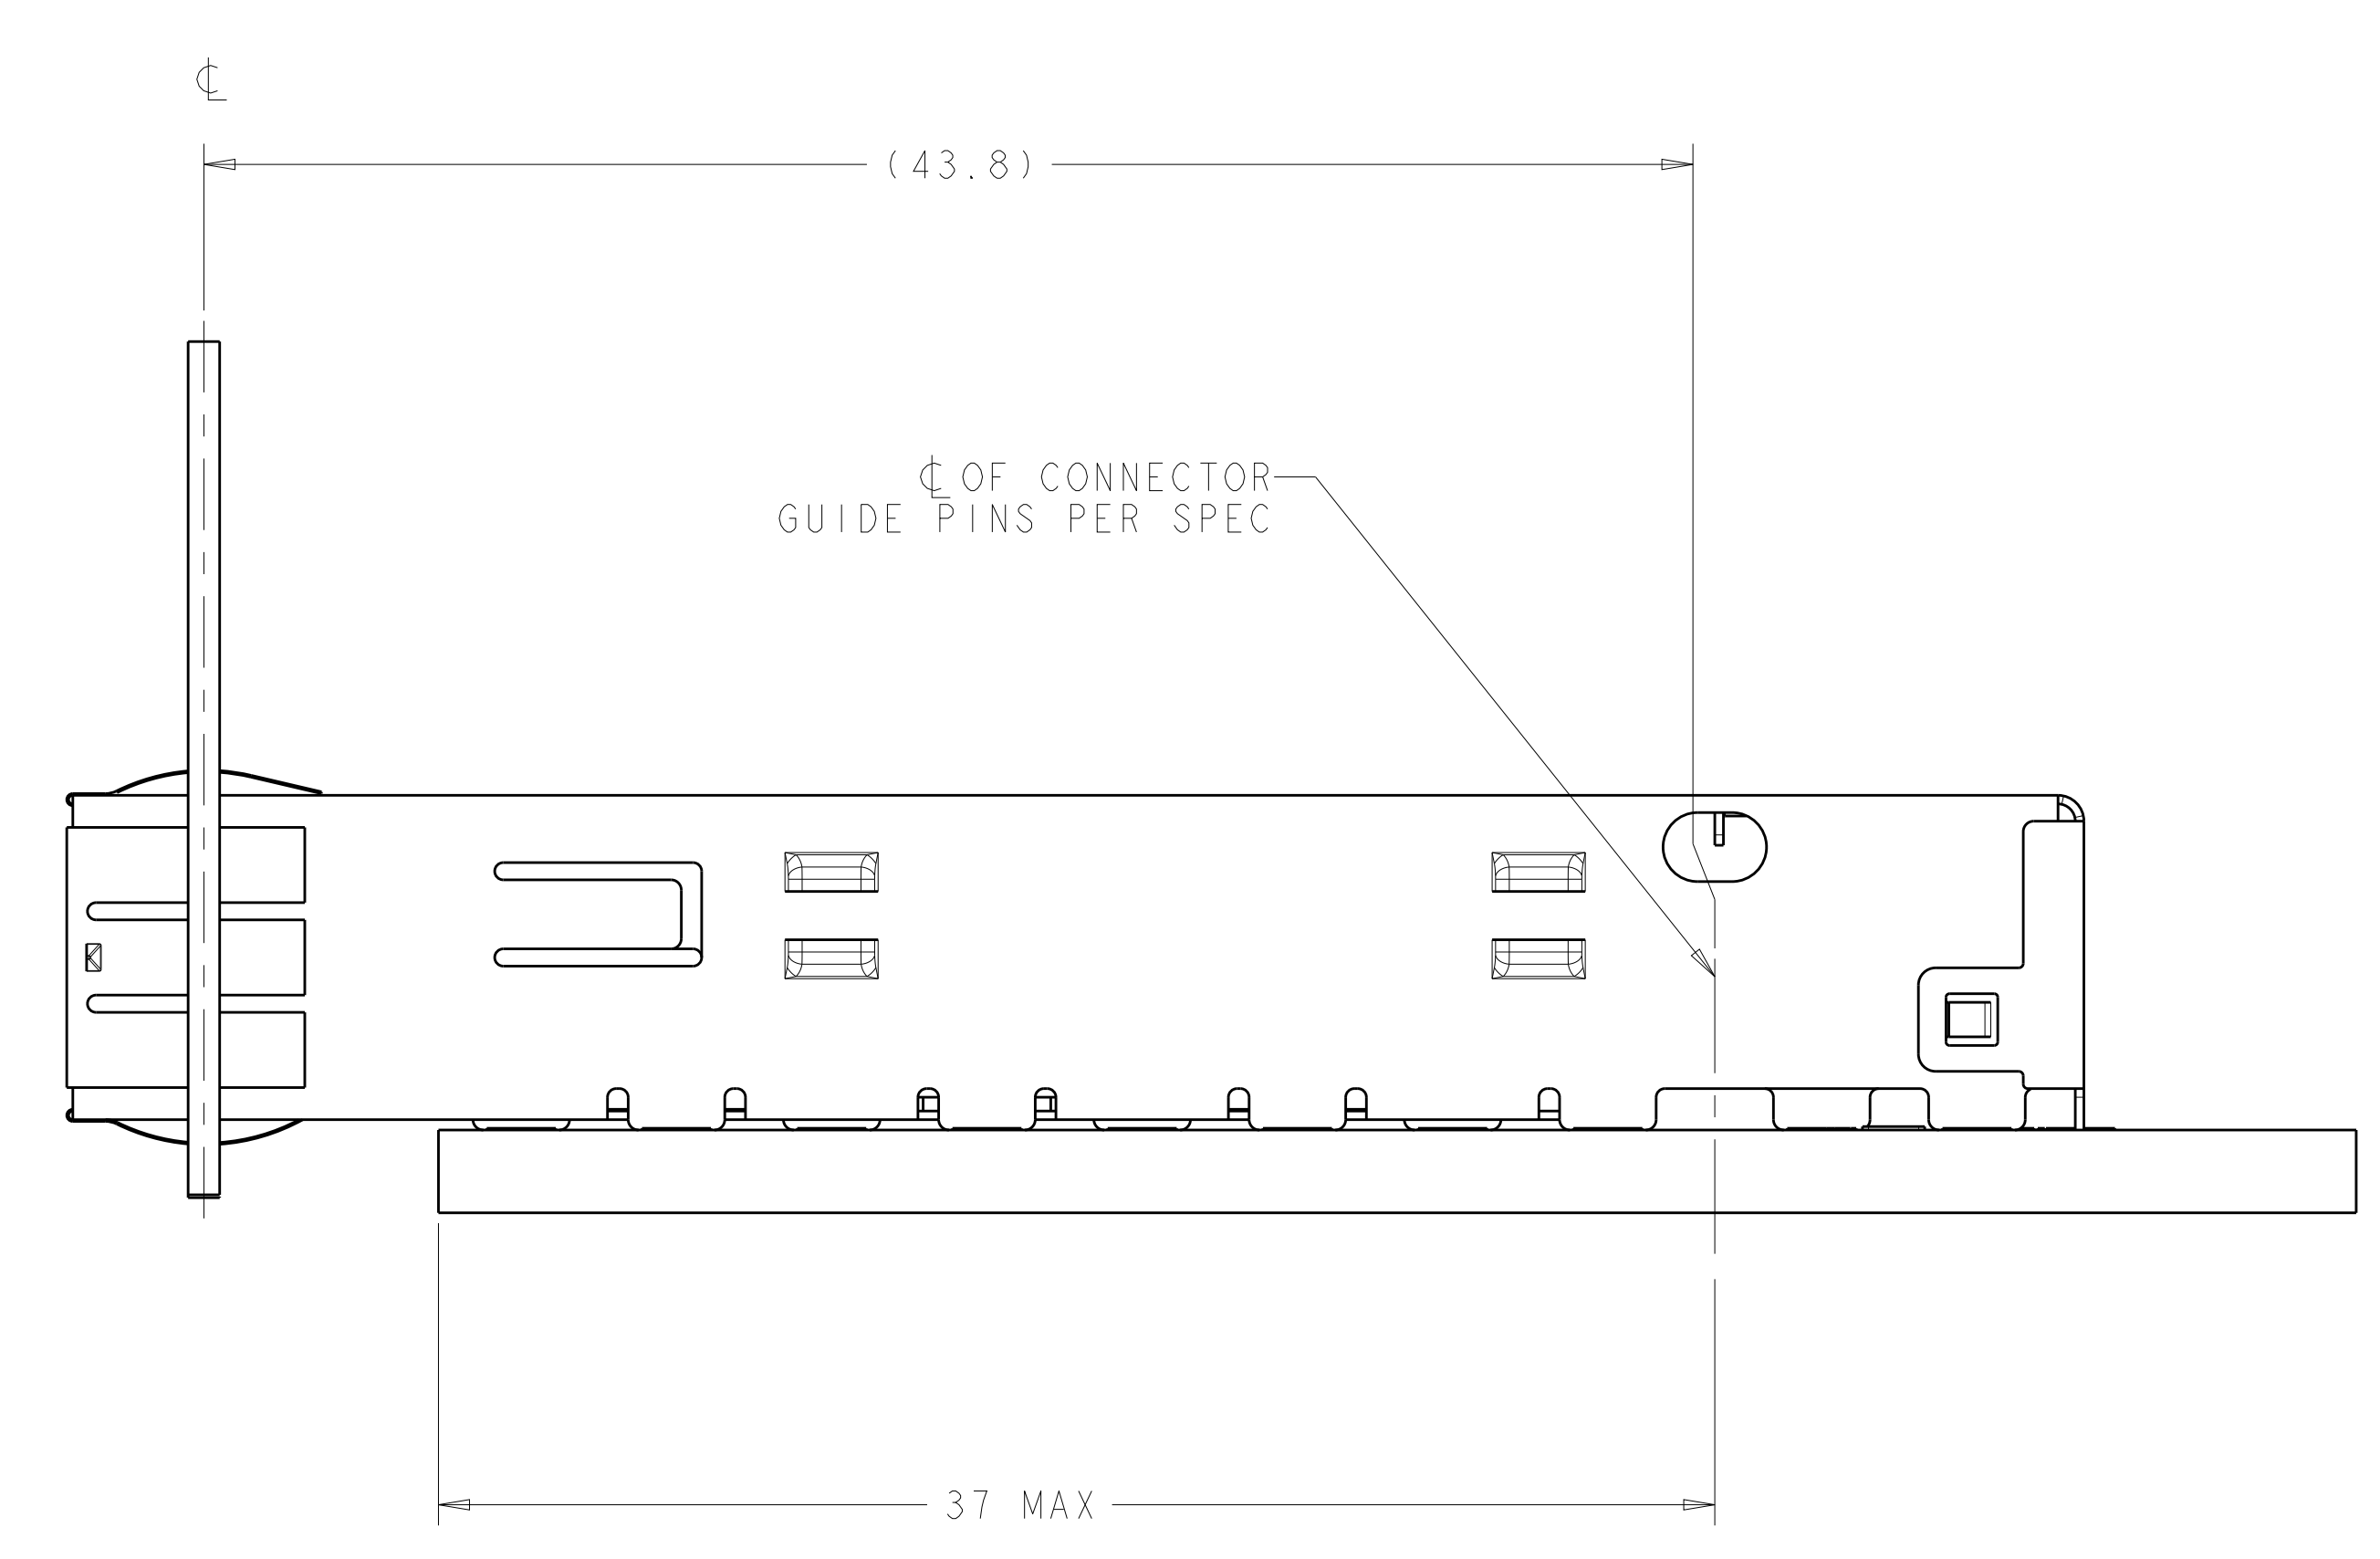 ℄
(43.8)
℄ OF CONNECTOR
GUIDE PINS PER SPEC
37 MAX